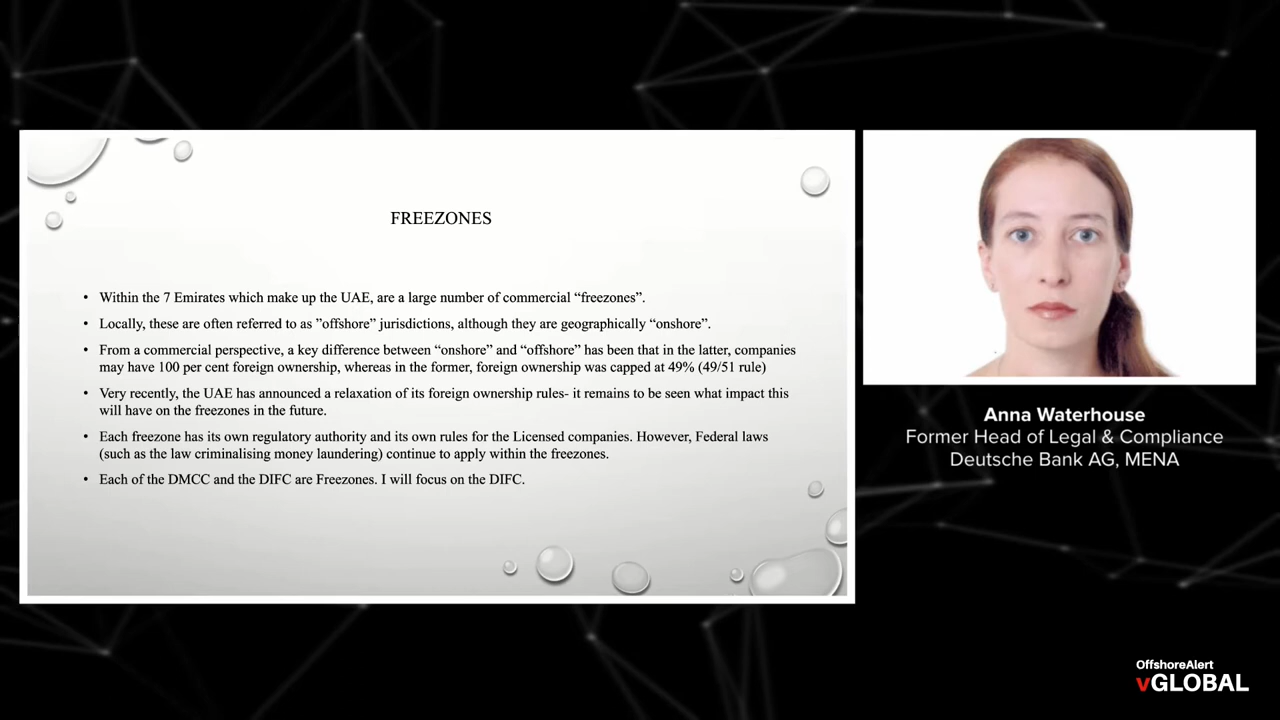 FREEZONES
• Within the 7 Emirates which make up the UAE, are a large number of commercial “freezones”.
• Locally, these are often referred to as ”offshore” jurisdictions, although they are geographically “onshore”.
• From a commercial perspective, a key difference between “onshore” and “offshore” has been that in the latter, companies
may have 100 per cent foreign ownership, whereas in the former, foreign ownership was capped at 49% (49/51 rule)
• Very recently, the UAE has announced a relaxation of its foreign ownership rules- it remains to be seen what impact this
will have on the freezones in the future.
• Each freezone has its own regulatory authority and its own rules for the Licensed companies. However, Federal laws
(such as the law criminalising money laundering) continue to apply within the freezones.
• Each of the DMCC and the DIFC are Freezones. I will focus on the DIFC.
Anna Waterhouse
Former Head of Legal & Compliance
Deutsche Bank AG, MENA
OffshoreAlert
vGLOBAL